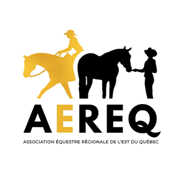 AEREQ
ASSOCIATION ÉQUESTRE RÉGIONALE DE L'EST DU QUÉBEC